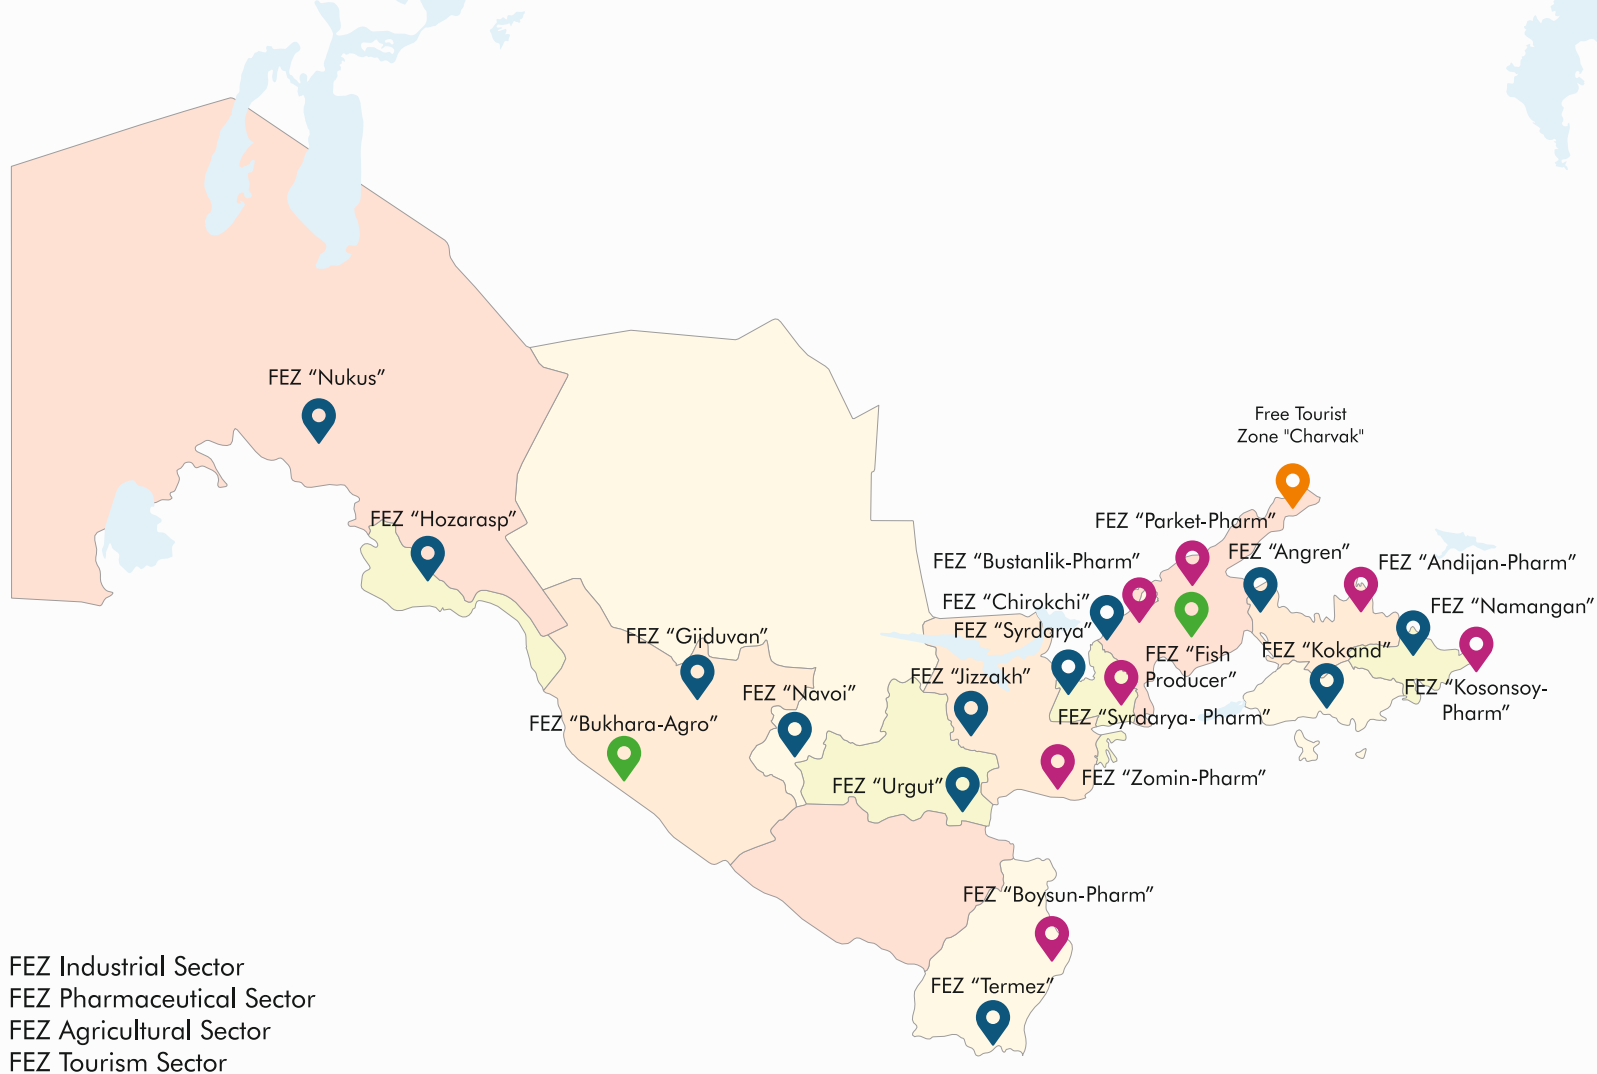 FEZ “Nukus”
Free Tourist
Zone "Charvak"
FEZ “Hozarasp”
FEZ “Parket-Pharm”
FEZ “Bustanlik-Pharm”
FEZ “Angren”
FEZ “Andijan-Pharm”
FEZ “Chirokchi”
FEZ “Namangan”
FEZ “Syrdarya”
FEZ “Gijduvan”
FEZ “Fish
Producer”
FEZ “Kokand”
FEZ “Jizzakh”
FEZ “Navoi”
FEZ “Kosonsoy-
Pharm”
FEZ “Bukhara-Agro”
FEZ “Syrdarya- Pharm”
FEZ “Urgut”
FEZ “Zomin-Pharm”
FEZ “Boysun-Pharm”
FEZ “Termez”
FEZ Industrial Sector
FEZ Pharmaceutical Sector
FEZ Agricultural Sector
FEZ Tourism Sector